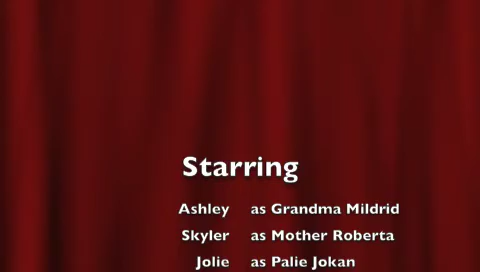 Starring
Ashley as Grandma Mildrid
Skyler as Mother Roberta
Jolie as Palie Jokan